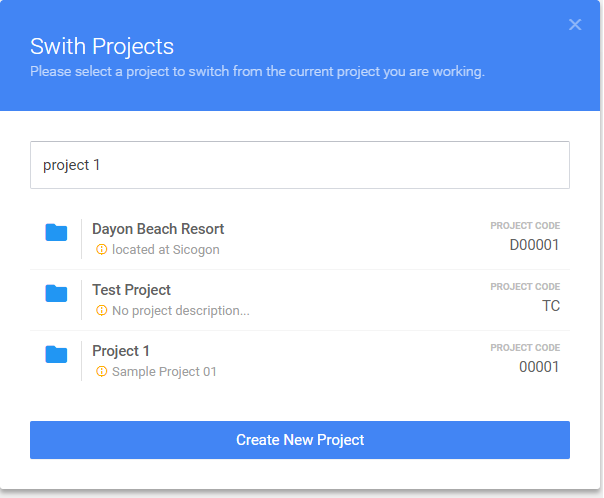 Swith Projects
Please select a project to switch from the current project you are working.
project 1
Dayon Beach Resort
located at Sicogon
PROJECT CODE
D00001
Test Project
No project description...
PROJECT CODE
TC
Project 1
Sample Project 01
PROJECT CODE
00001
Create New Project